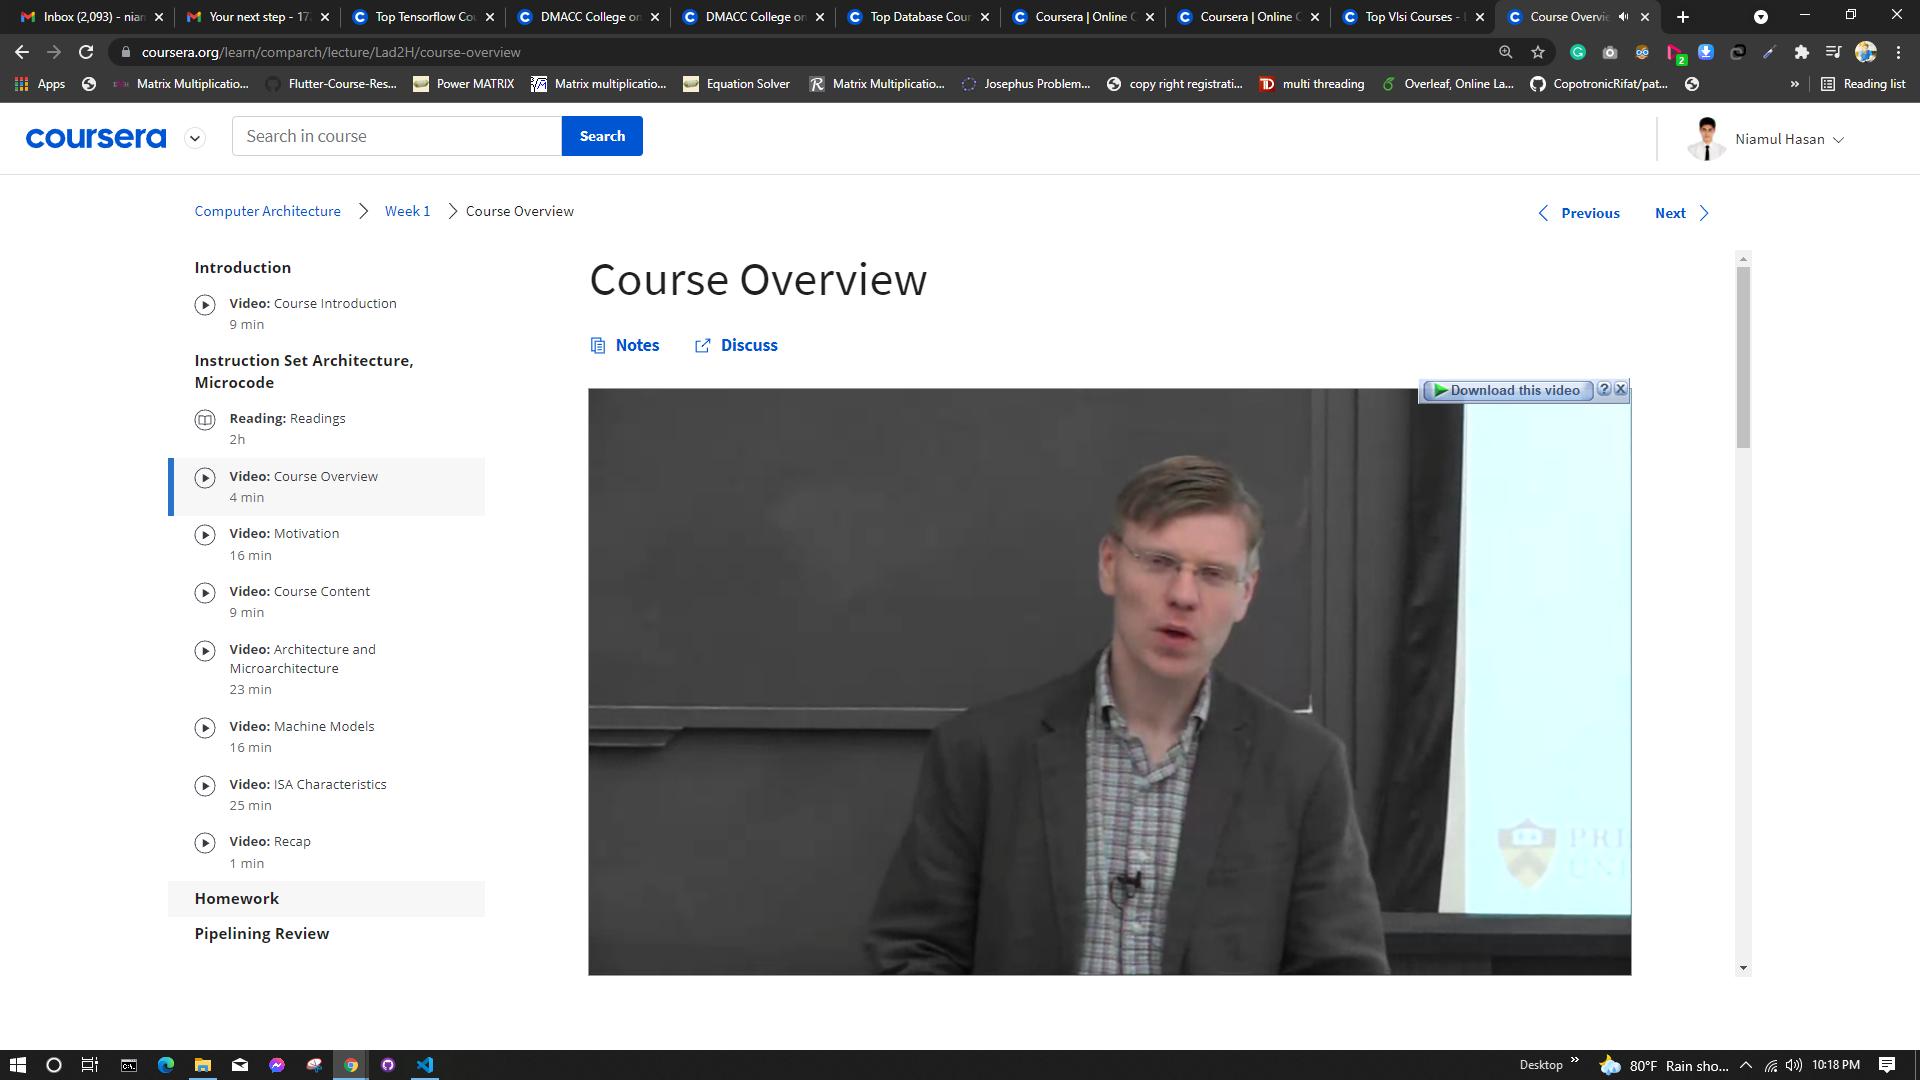 Inbox (2,093) - nian
Your next step - 173
Top Tensorflow Cou
DMACC College on
DMACC College on
Top Database Cour
Coursera | Online C
Coursera | Online C
Top Vlsi Courses - L
Course Overvie
coursera.org/learn/comparch/lecture/Lad2H/course-overview
2
Apps
Matrix Multiplicatio...
Flutter-Course-Res...
Power MATRIX
Matrix multiplicatio...
Equation Solver
Matrix Multiplicatio...
Josephus Problem...
copy right registrati...
multi threading
Overleaf, Online La...
CopotronicRifat/pat...
»
Reading list
coursera
Search in course
Search
Niamul Hasan
Computer Architecture
Week 1
Course Overview
Previous
Next
Introduction
Video: Course Introduction
9 min
Instruction Set Architecture,
Microcode
Reading: Readings
2h
Video: Course Overview
4 min
Video: Motivation
16 min
Video: Course Content
9 min
Video: Architecture and
Microarchitecture
23 min
Video: Machine Models
16 min
Video: ISA Characteristics
25 min
Video: Recap
1 min
Homework
Pipelining Review
Course Overview
Notes
Discuss
Download this video
?
PRI
UNI
Desktop
»
80°F Rain sho...
10:18 PM